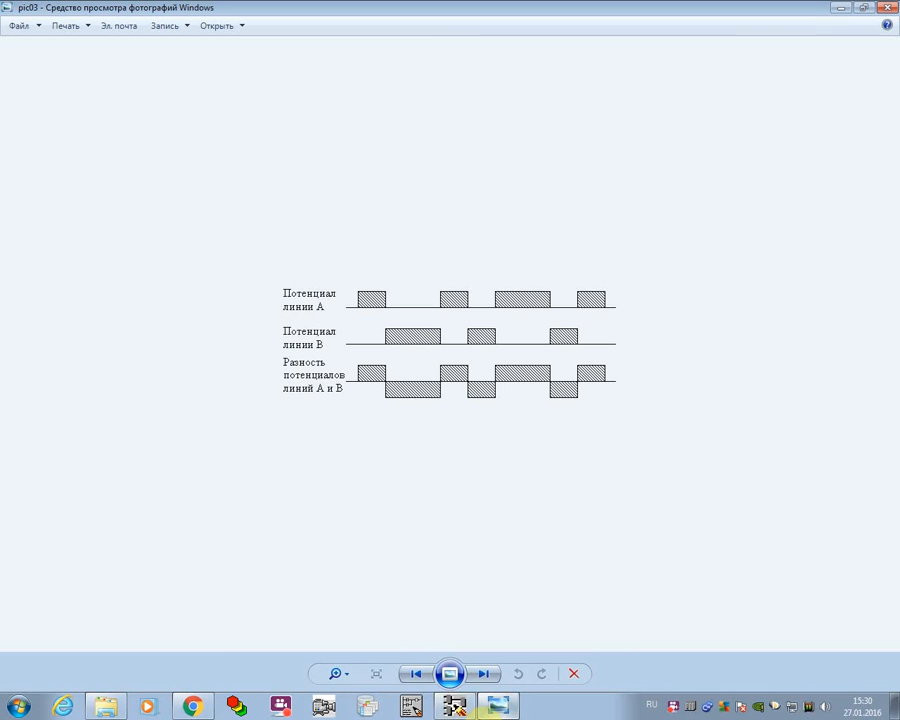 pic03 - Средство просмотра фотографий Windows
Файл Печать Эл. почта Запись Открыть
Потенциал
линии А
Потенциал
линии В
Разность
потенциалов
линий А и В
RU
15:30
27.01.2016